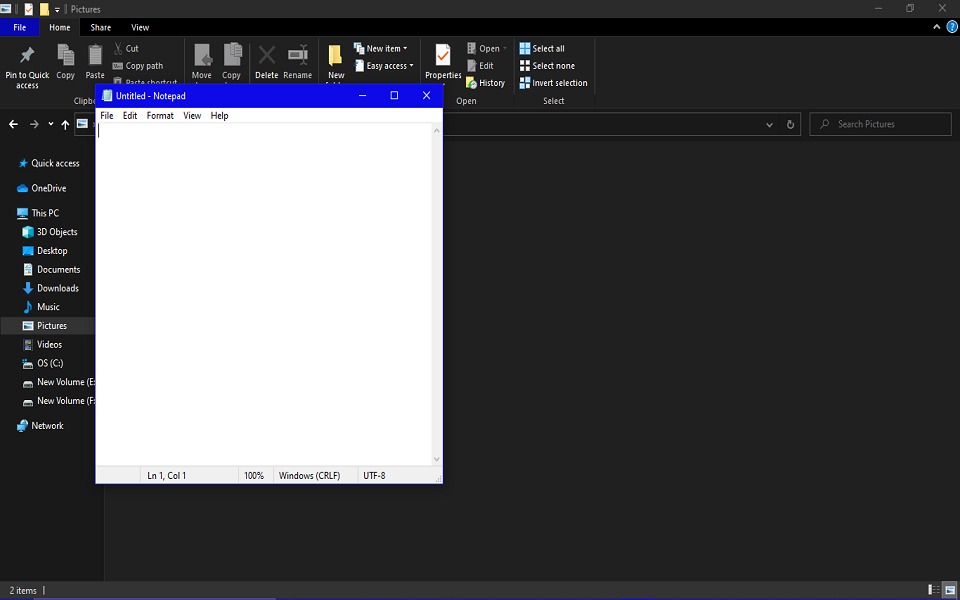 Pictures
File Home Share View
Pin to Quick access
Copy
Paste
Cut
Copy path
Paste shortcut
Move
Copy
Delete
Rename
New
New item
Easy access
Properties
Open
Edit
History
Select all
Select none
Invert selection
Open
Select
Untitled - Notepad
File Edit Format View Help
Search Pictures
Quick access
OneDrive
This PC
3D Objects
Desktop
Documents
Downloads
Music
Pictures
Videos
OS (C:)
New Volume (E:
New Volume (F:
Network
Ln 1, Col 1
100%
Windows (CRLF)
UTF-8
2 items